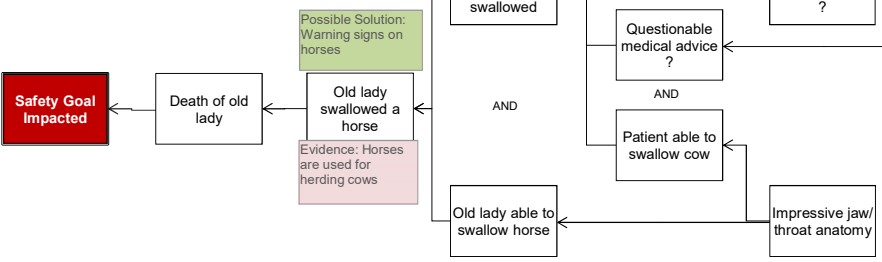 swallowed
?
Possible Solution:
Warning signs on
horses
Questionable
medical advice
?
Safety Goal
Impacted
Death of old
lady
Old lady
swallowed a
horse
AND
AND
Evidence: Horses
are used for
herding cows
Patient able to
swallow cow
Old lady able to
swallow horse
Impressive jaw/
throat anatomy